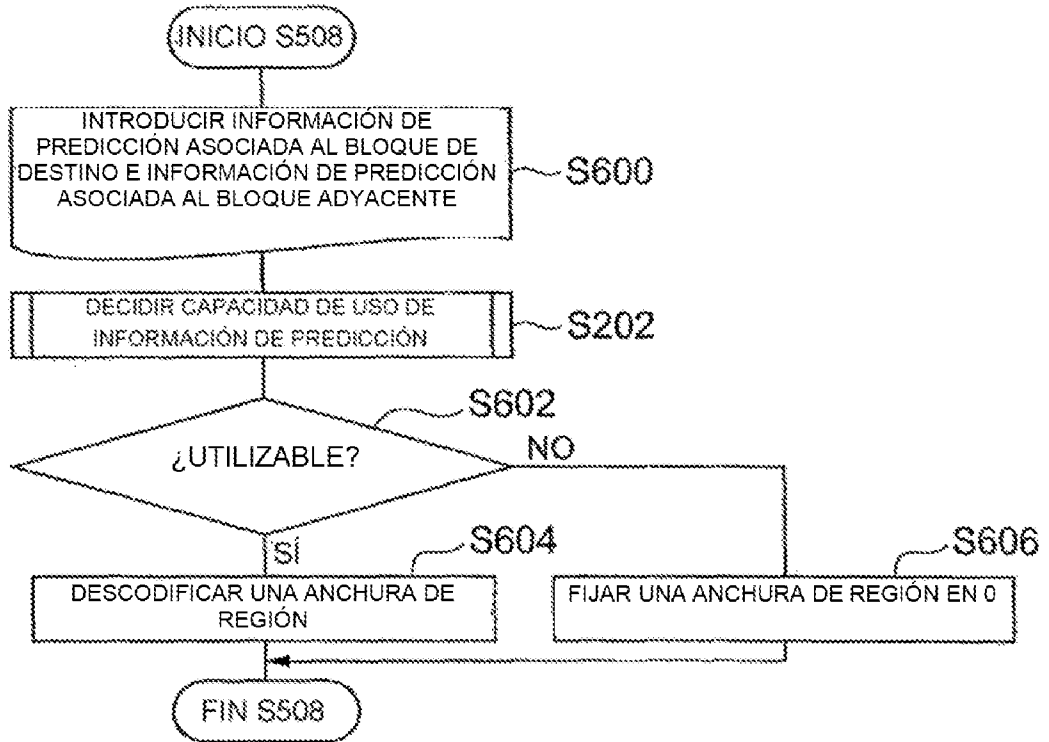 INICIO S508
INTRODUCIR INFORMACIÓN DE
PREDICCIÓN ASOCIADA AL BLOQUE DE
DESTINO E INFORMACIÓN DE PREDICCIÓN
ASOCIADA AL BLOQUE ADYACENTE
S600
DECIDIR CAPACIDAD DE USO DE
INFORMACIÓN DE PREDICCIÓN
S202
S602
¿UTILIZABLE?
NO
SÍ
S604
S606
DESCODIFICAR UNA ANCHURA DE
REGIÓN
FIJAR UNA ANCHURA DE REGIÓN EN 0
FIN S508